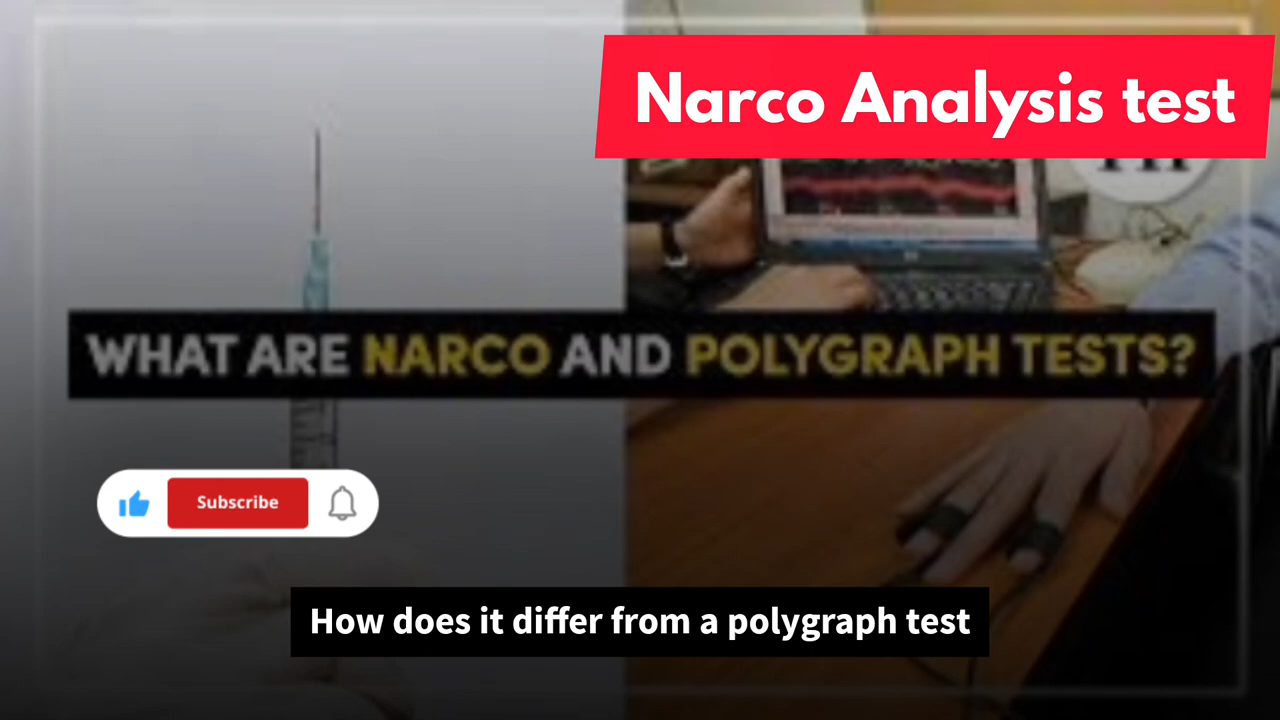 Narco Analysis test
WHAT ARE NARCO AND POLYGRAPH TESTS?
Subscribe
How does it differ from a polygraph test